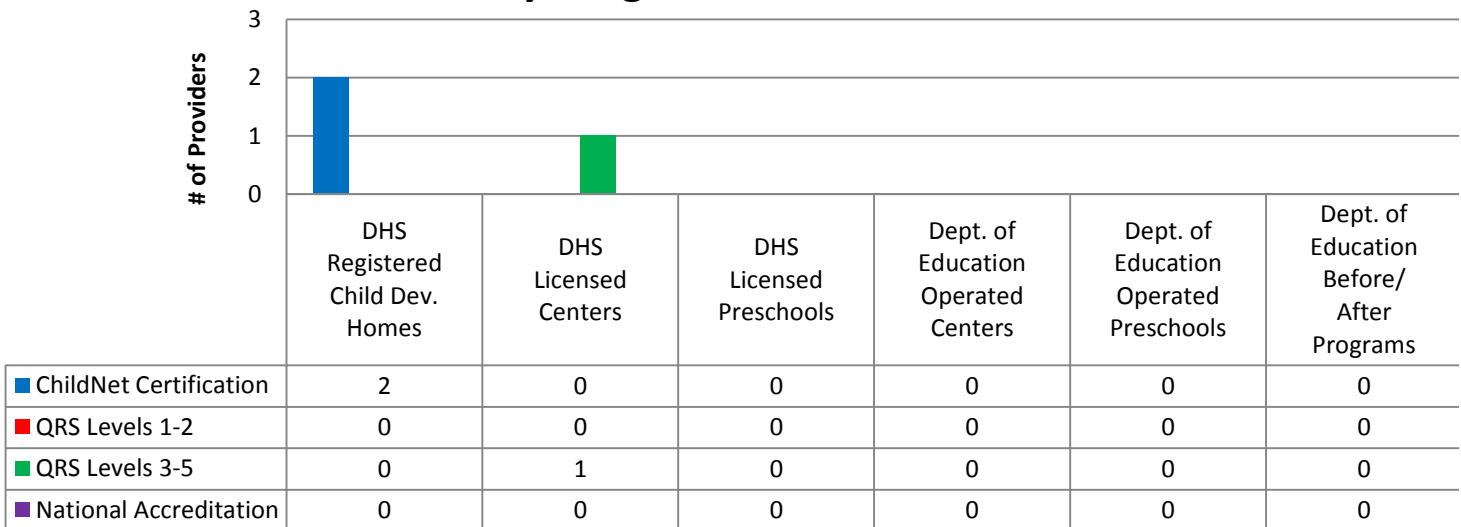 3
2
1
0
# of Providers
DHS
Registered
Child Dev.
Homes
DHS
Licensed
Centers
DHS
Licensed
Preschools
Dept. of
Education
Operated
Centers
Dept. of
Education
Operated
Preschools
Dept. of
Education
Before/
After
Programs
ChildNet Certification 2 0 0 0 0 0
QRS Levels 1-2 0 0 0 0 0 0
QRS Levels 3-5 0 1 0 0 0 0
National Accreditation 0 0 0 0 0 0